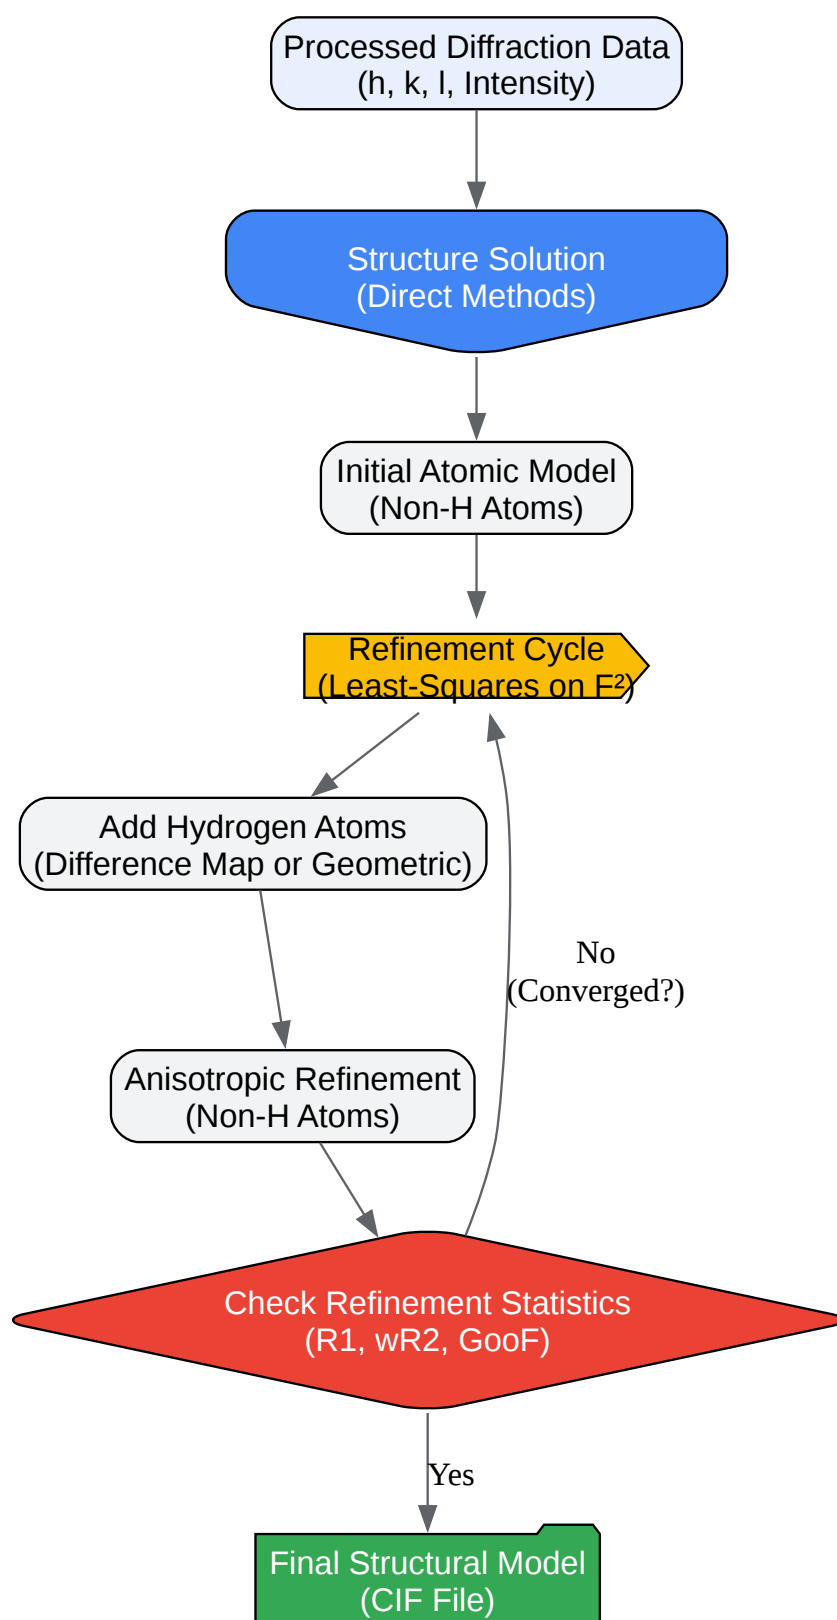 Processed Diffraction Data
(h, k, l, Intensity)
Structure Solution
(Direct Methods)
Initial Atomic Model
(Non-H Atoms)
Refinement Cycle
(Least-Squares on F²)
Add Hydrogen Atoms
(Difference Map or Geometric)
No
(Converged?)
Anisotropic Refinement
(Non-H Atoms)
Check Refinement Statistics
(R1, wR2, GooF)
Yes
Final Structural Model
(CIF File)